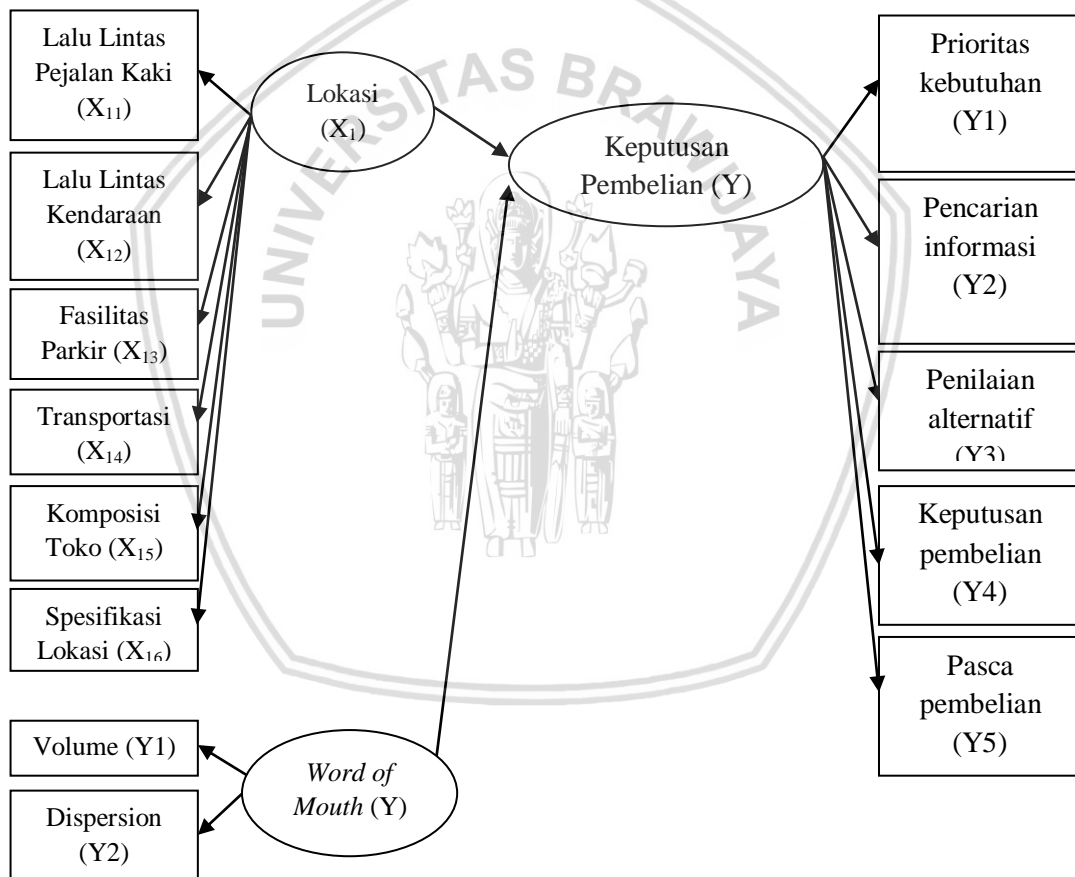 Lalu Lintas
Pejalan Kaki
(X₁₁)
Lalu Lintas
Kendaraan
(X₁₂)
Fasilitas
Parkir (X₁₃)
Transportasi
(X₁₄)
Komposisi
Toko (X₁₅)
Spesifikasi
Lokasi (X₁₆)
Volume (Y1)
Dispersion
(Y2)
Lokasi
(X₁)
Word of
Mouth (Y)
UNIVERSITAS BRAWIJAYA
Keputusan
Pembelian (Y)
Prioritas
kebutuhan
(Y1)
Pencarian
informasi
(Y2)
Penilaian
alternatif
(Y3)
Keputusan
pembelian
(Y4)
Pasca
pembelian
(Y5)